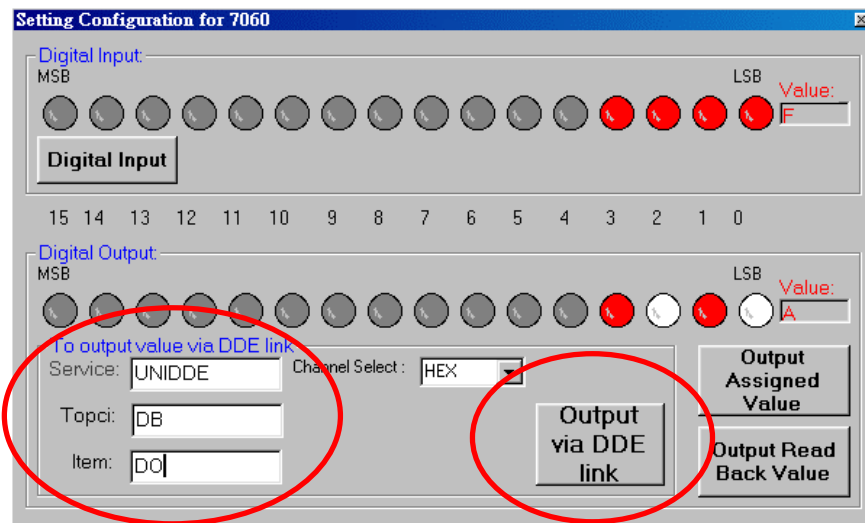 Setting Configuration for 7060
Digital Input:
MSB
LSB
Value:
F
Digital Input
15 14 13 12 11 10 9 8 7 6 5 4 3 2 1 0
Digital Output:
MSB
LSB
Value:
A
To output value via DDE link
Service: UNIDDE
Channel Select : HEX
Topci: DB
Item: DO
Output via DDE link
Output Assigned Value
Output Read Back Value